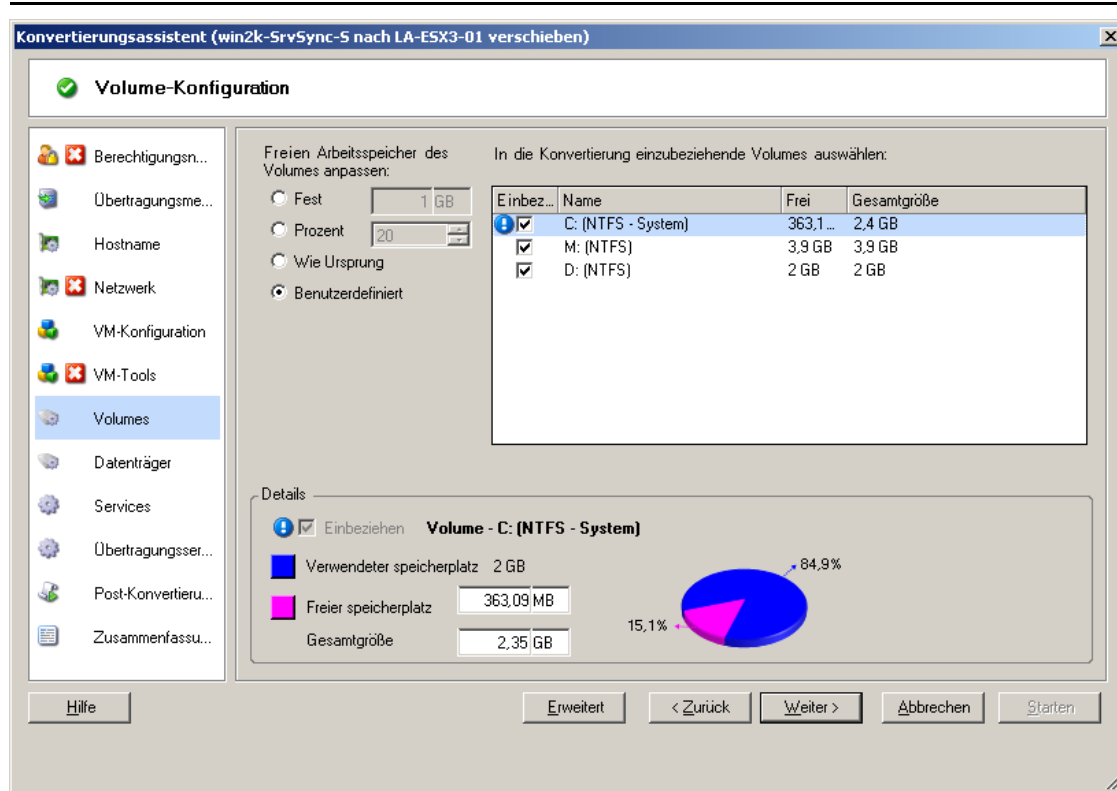 Konvertierungsassistent (win2k-SrvSync-S nach LA-ESX3-01 verschieben)
Volume-Konfiguration
Berechtigungsn...
Übertragungsme...
Hostname
Netzwerk
VM-Konfiguration
VM-Tools
Volumes
Datenträger
Services
Übertragungsser...
Post-Konvertieru...
Zusammenfassu...
Freien Arbeitsspeicher des
Volumes anpassen:
Fest 1 GB
Prozent 20
Wie Ursprung
Benutzerdefiniert
In die Konvertierung einzubeziehende Volumes auswählen:
Einbez... Name Frei Gesamtgröße
C: (NTFS - System) 363,1... 2,4 GB
M: (NTFS) 3,9 GB 3,9 GB
D: (NTFS) 2 GB 2 GB
Details
Einbeziehen Volume - C: (NTFS - System)
Verwendeter speicherplatz 2 GB
Freier speicherplatz 363,09 MB
Gesamtgröße 2,35 GB
84,9%
15,1%
Hilfe Erweitert < Zurück Weiter > Abbrechen Starten